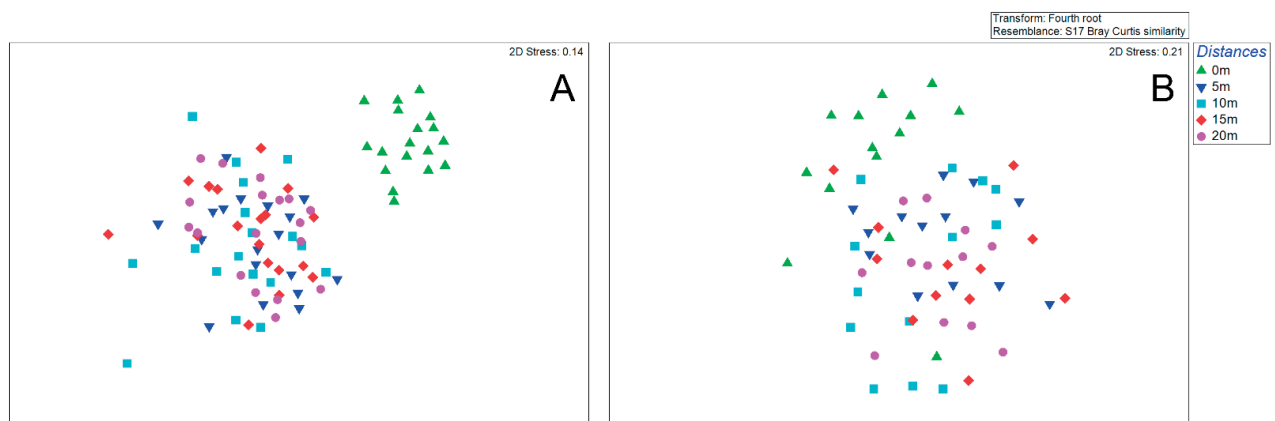 Transform: Fourth root
Resemblance: S17 Bray Curtis similarity
2D Stress: 0.14
A
2D Stress: 0.21
B
Distances
0m
5m
10m
15m
20m